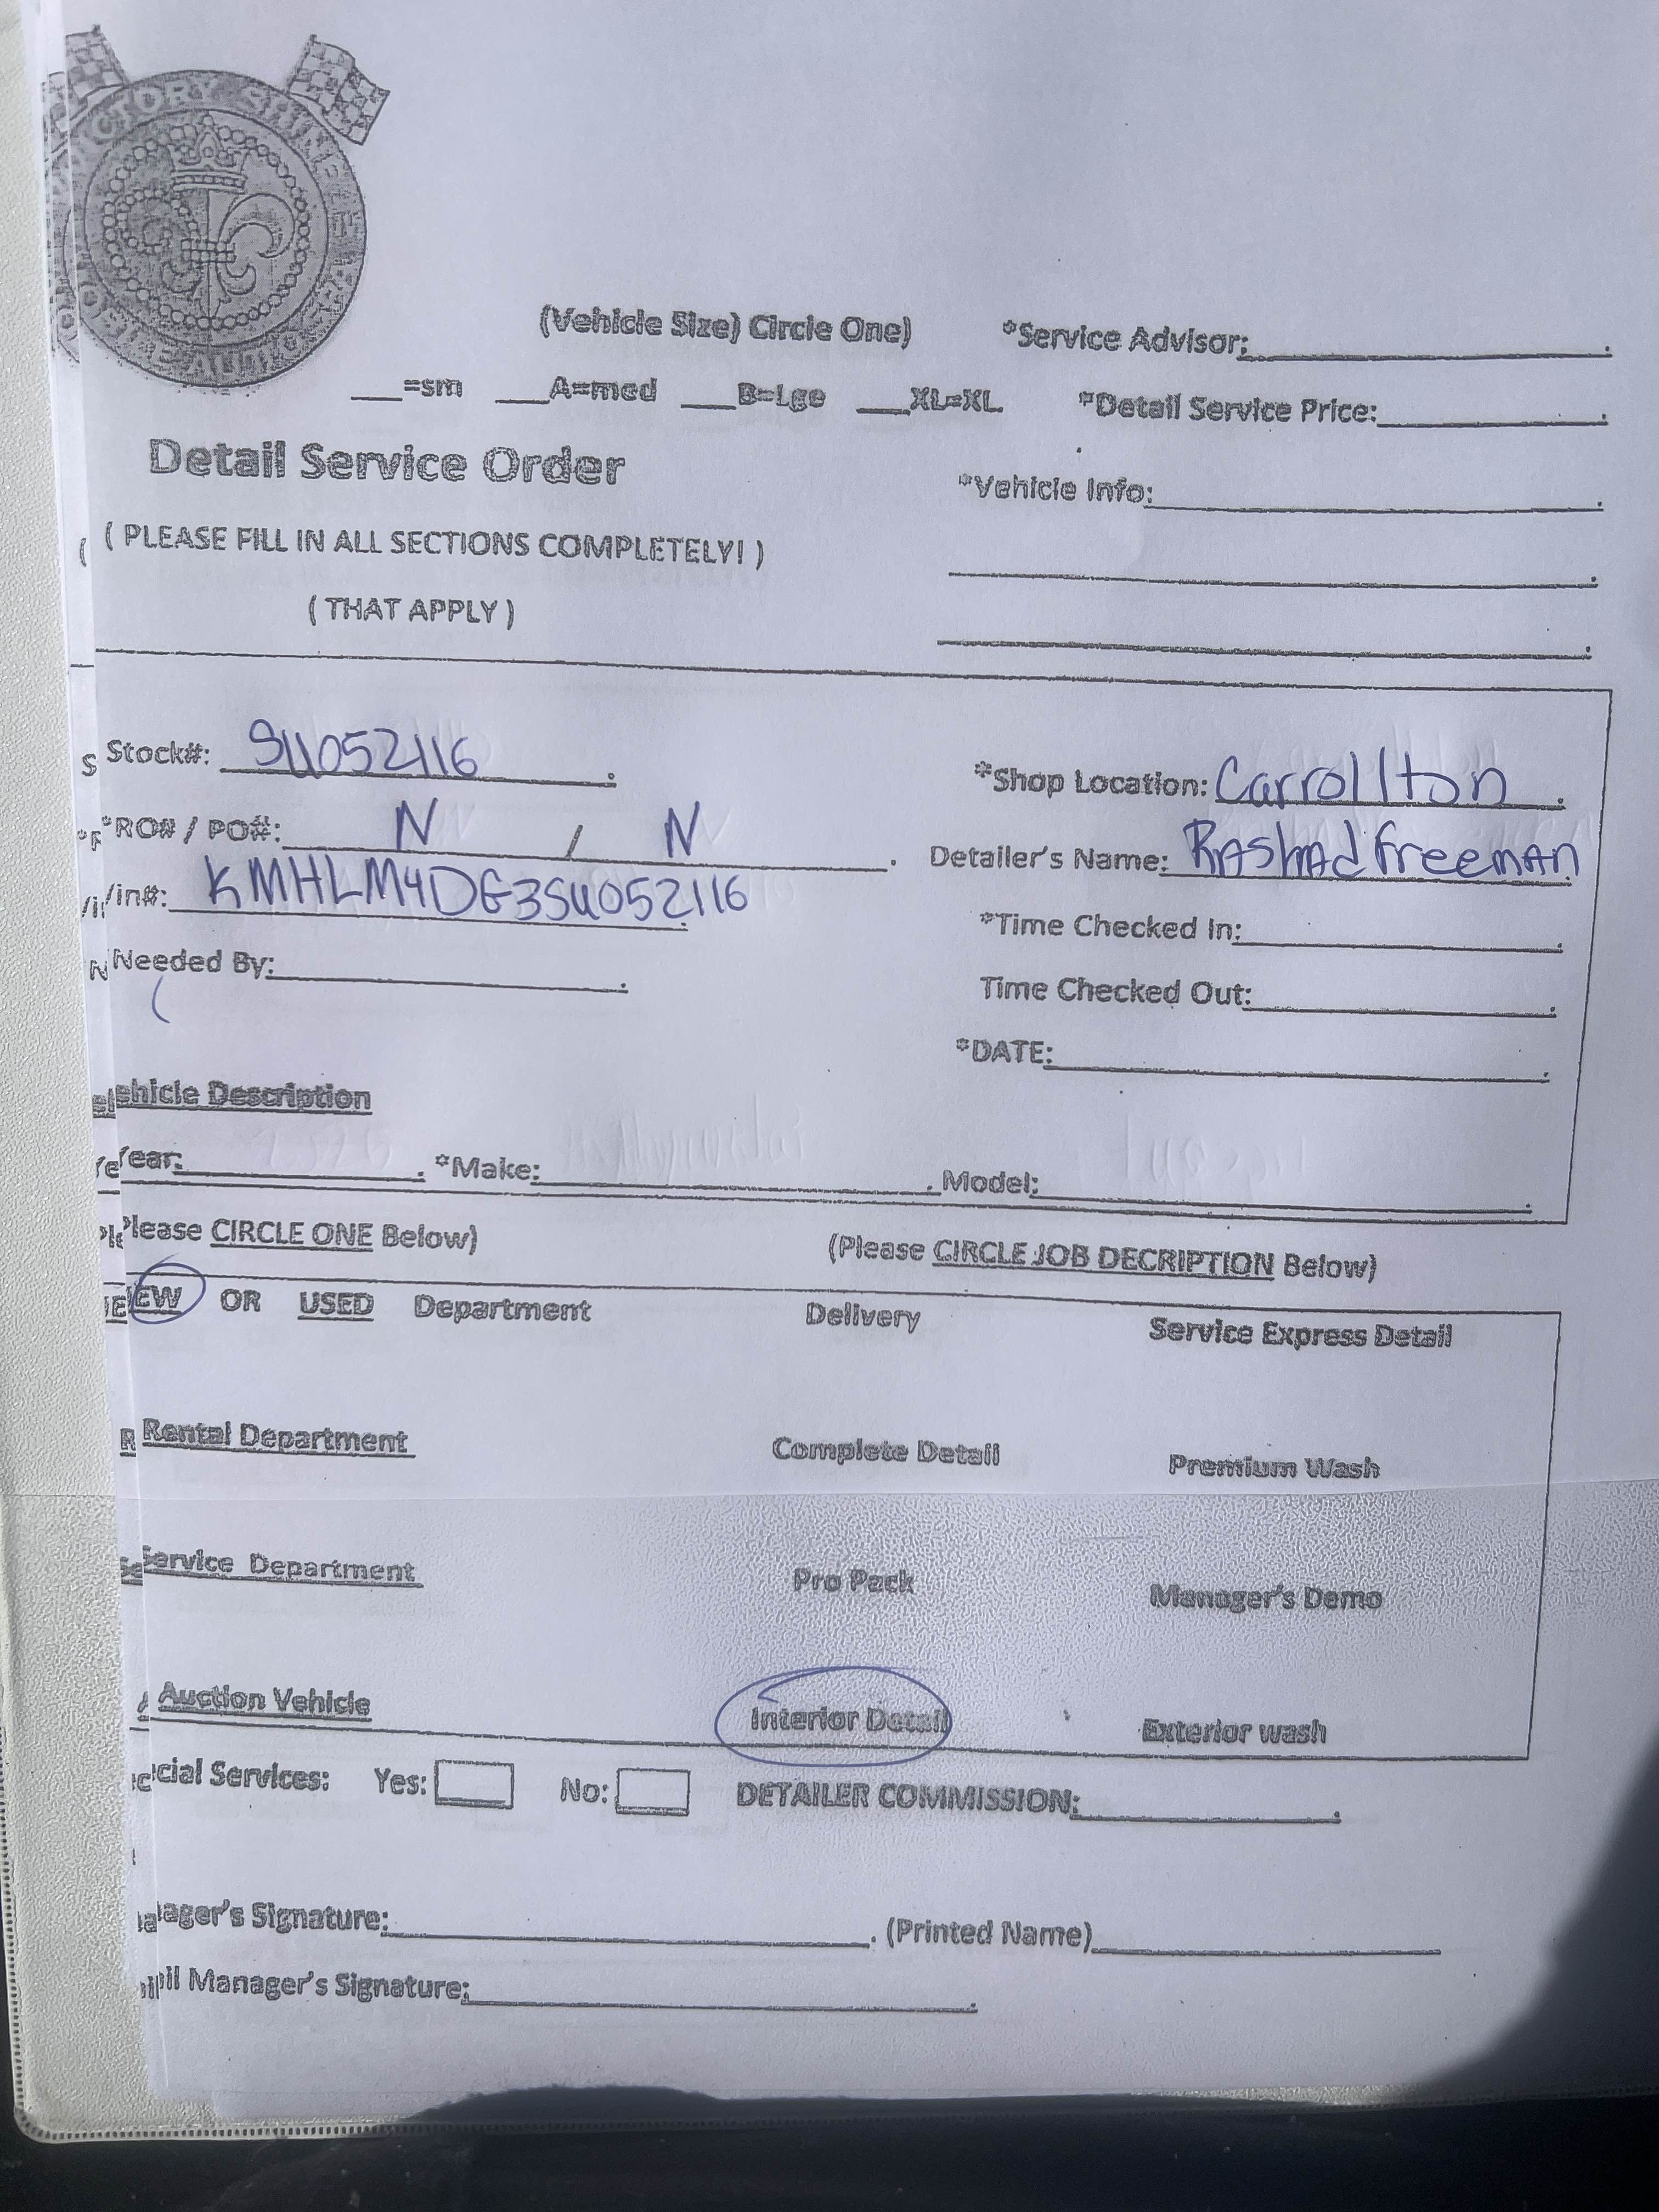 VICTORY SHINE
(Vehicle Size) Circle One)
*Service Advisor:
___=sm ___A=med ___B=Lge ___XL=XL
*Detail Service Price:
Detail Service Order
*Vehicle Info:
( PLEASE FILL IN ALL SECTIONS COMPLETELY! )
( THAT APPLY )
Stock#: SU052116
*Shop Location: Carrollton
*RO# / PO#: N / N
Detailer's Name: RAShAd freemAn
/in#: KMHLM4DG3SU052116
*Time Checked In:
Needed By:
Time Checked Out:
*DATE:
ehicle Description
Year: *Make: Model:
Please CIRCLE ONE Below)
(Please CIRCLE JOB DECRIPTION Below)
EW OR USED Department Delivery Service Express Detail
Rental Department Complete Detail Premium Wash
Service Department Pro Pack Manager's Demo
Auction Vehicle Interior Detail Exterior wash
cial Services: Yes: No: DETAILER COMMISSION:
ager's Signature: (Printed Name)
il Manager's Signature: